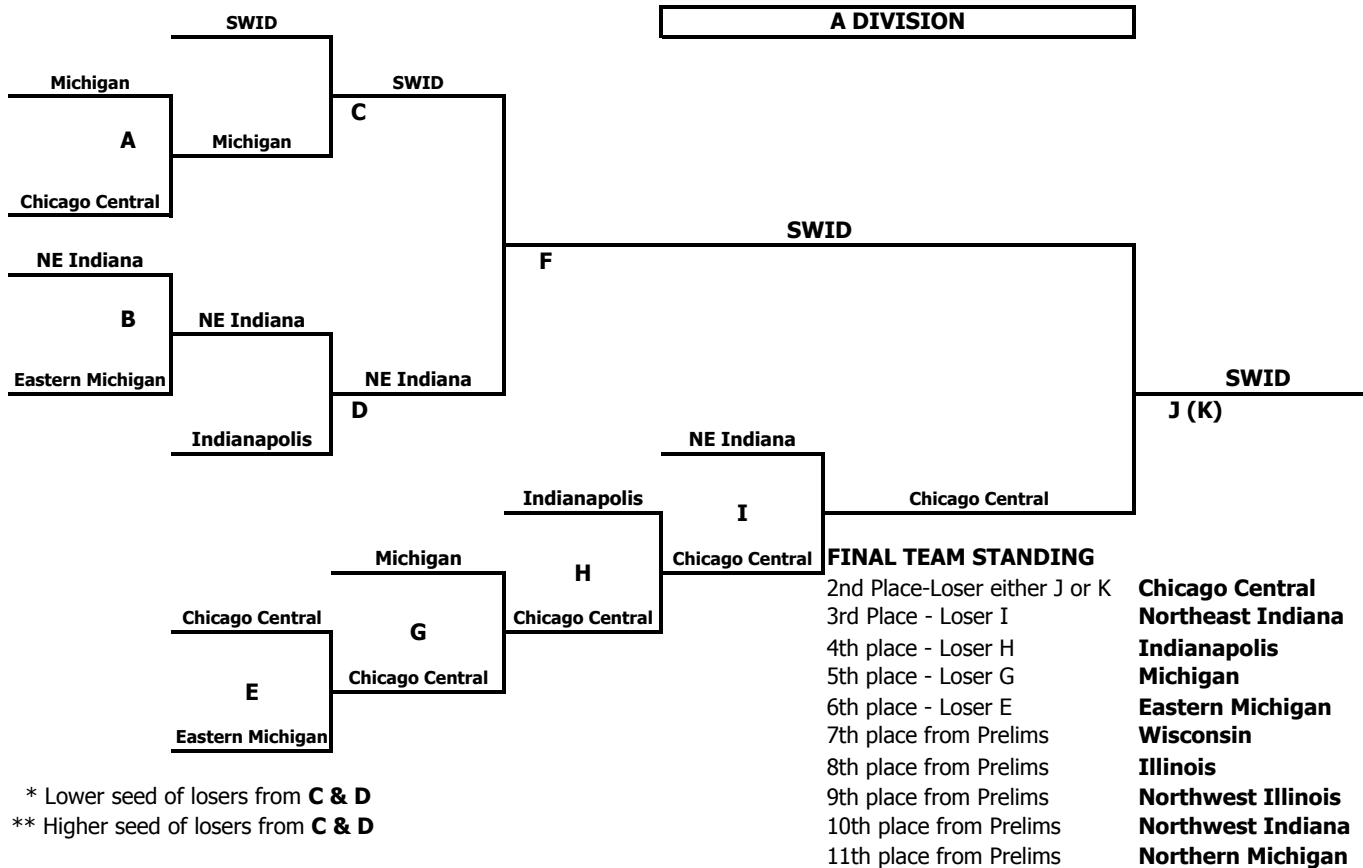 SWID
A DIVISION
Michigan
SWID
C
A
Michigan
Chicago Central
SWID
NE Indiana
F
B
NE Indiana
Eastern Michigan
NE Indiana
SWID
D
J (K)
Indianapolis
NE Indiana
Indianapolis
I
Chicago Central
Michigan
H
Chicago Central
FINAL TEAM STANDING
2nd Place-Loser either J or K Chicago Central
3rd Place - Loser I Northeast Indiana
Chicago Central
G
Chicago Central
4th place - Loser H Indianapolis
5th place - Loser G Michigan
Chicago Central
E
6th place - Loser E Eastern Michigan
Eastern Michigan
7th place from Prelims Wisconsin
8th place from Prelims Illinois
* Lower seed of losers from C & D
9th place from Prelims Northwest Illinois
** Higher seed of losers from C & D
10th place from Prelims Northwest Indiana
11th place from Prelims Northern Michigan